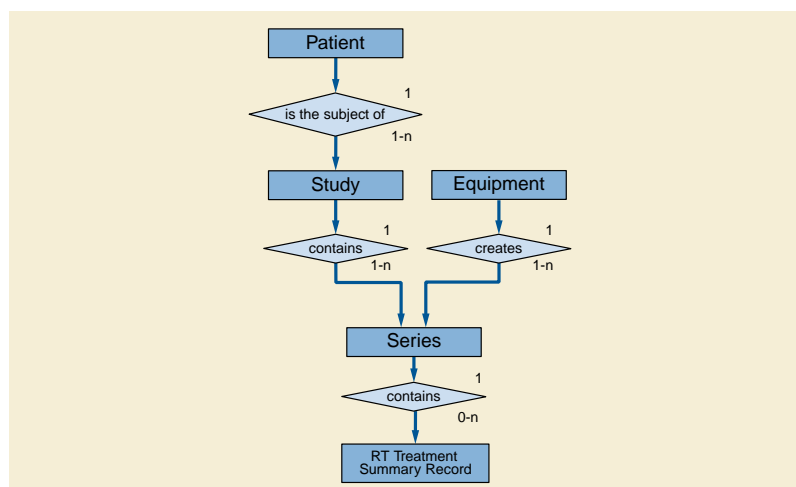 Patient
1
is the subject of
1-n
Study
Equipment
1
1
contains
creates
1-n
1-n
Series
1
contains
0-n
RT Treatment
Summary Record